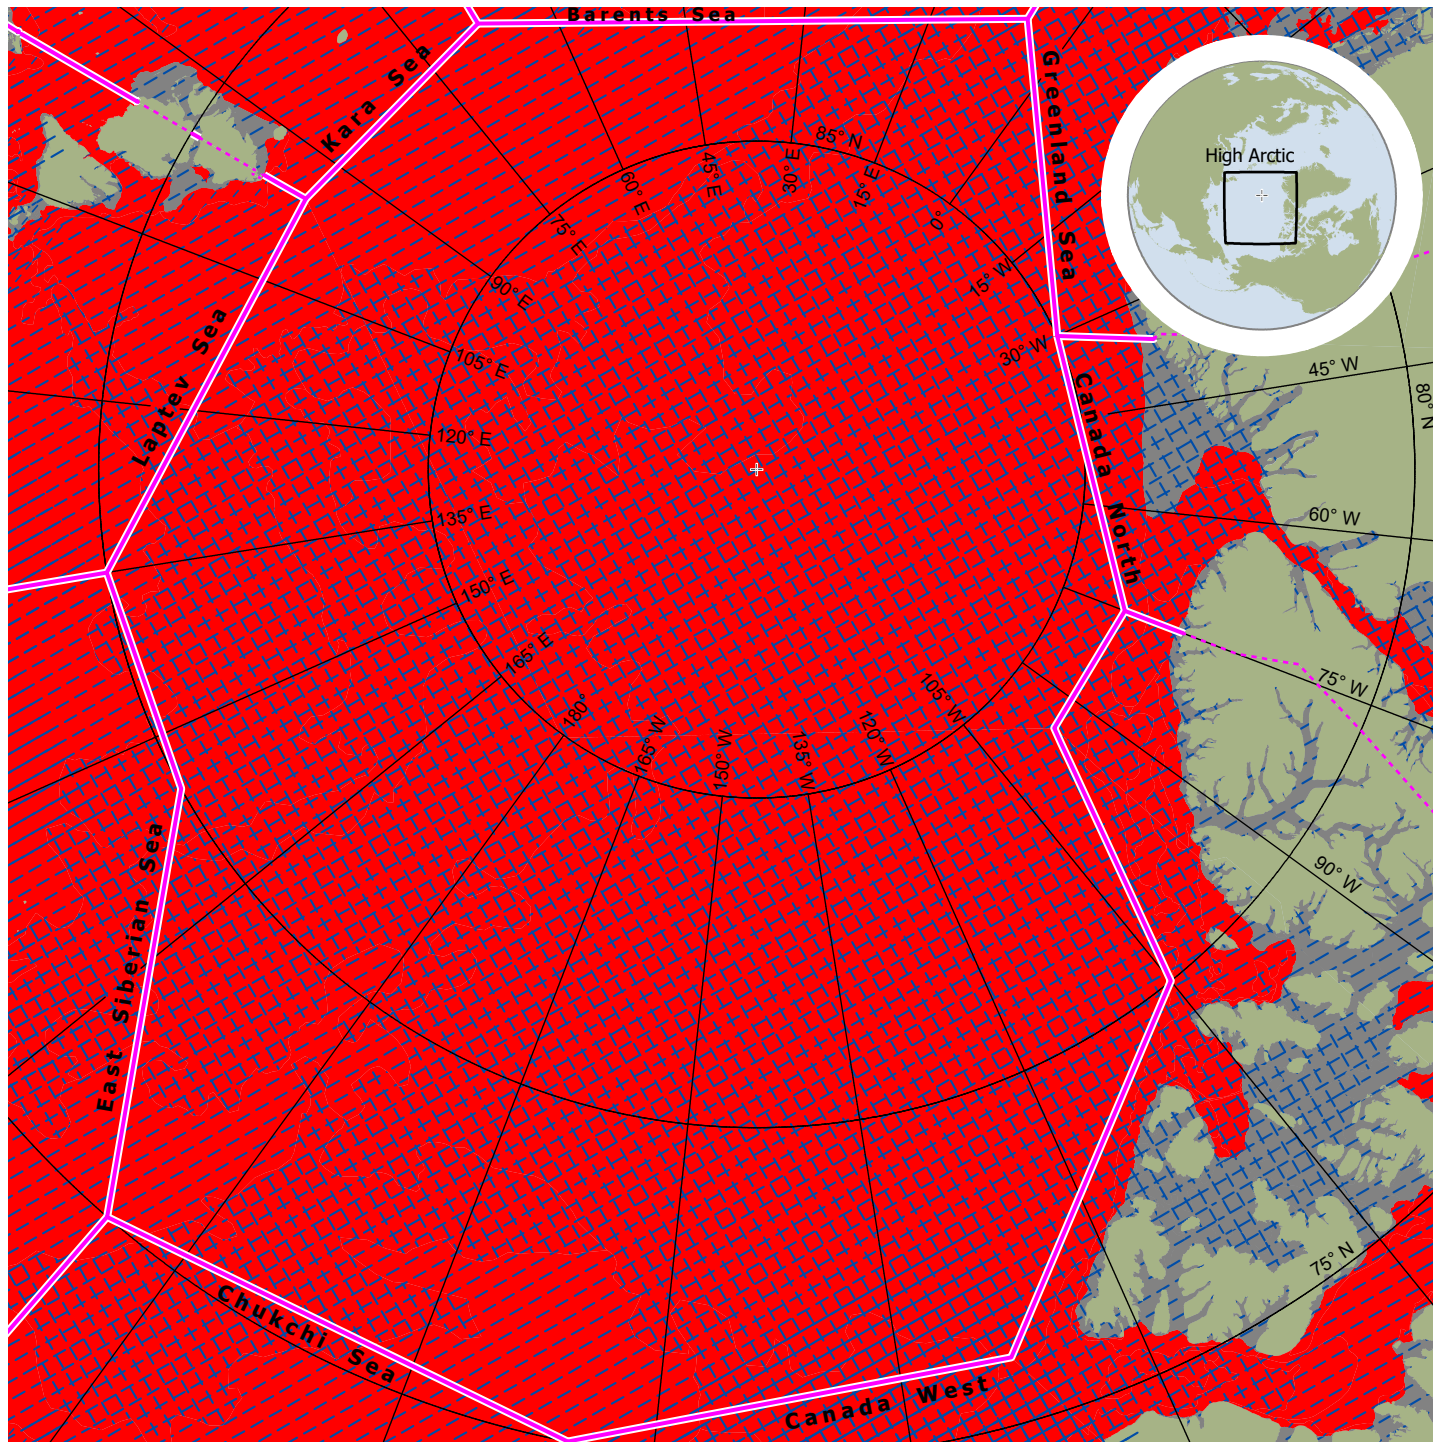 Barents Sea
Kara Sea
Greenland Sea
High Arctic
85° N
60° E
45° E
30° E
15° E
0°
75° E
90° E
15° W
105° E
30° W
Laptev Sea
45° W
80° N
120° E
Canada North
135° E
60° W
150° E
165° E
180°
165° W
150° W
135° W
120° W
105° W
75° W
90° W
East Siberian Sea
75° N
Chukchi Sea
Canada West